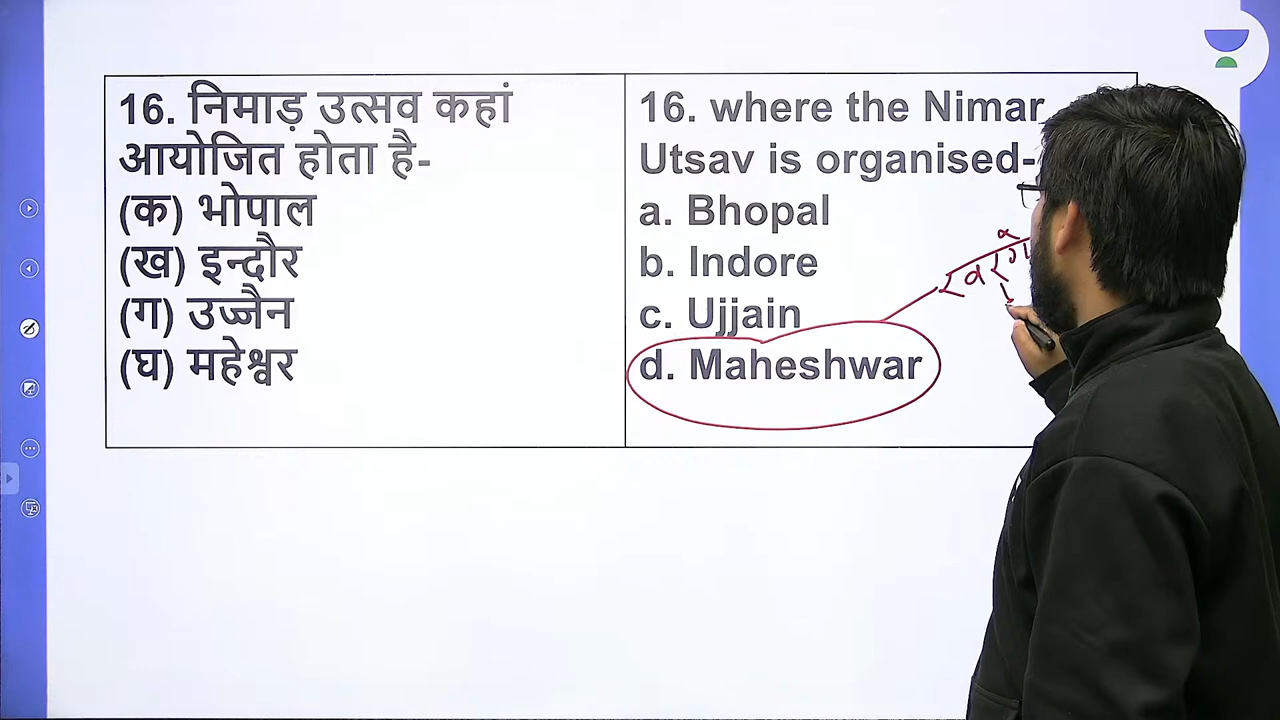 16. निमाड़ उत्सव कहां
आयोजित होता है-
(क) भोपाल
(ख) इन्दौर
(ग) उज्जैन
(घ) महेश्वर
16. where the Nimar
Utsav is organised-
a. Bhopal
b. Indore
c. Ujjain
d. Maheshwar